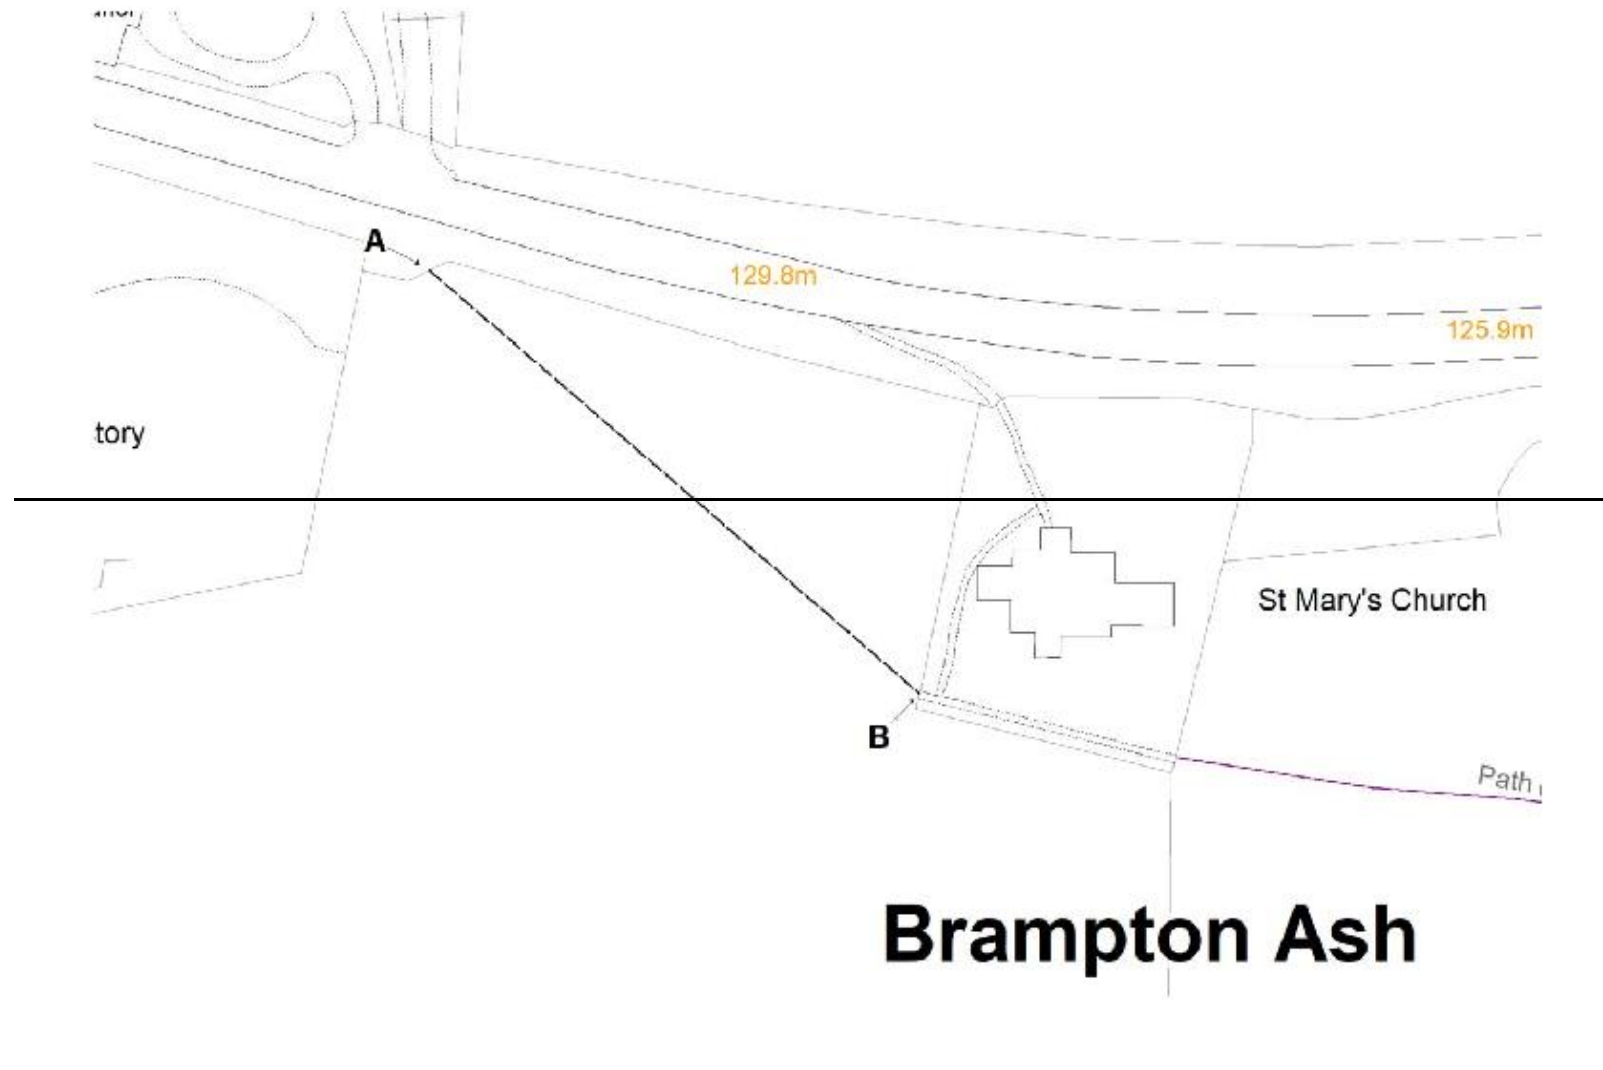 A
129.8m
125.9m
tory
St Mary's Church
B
Path
Brampton Ash